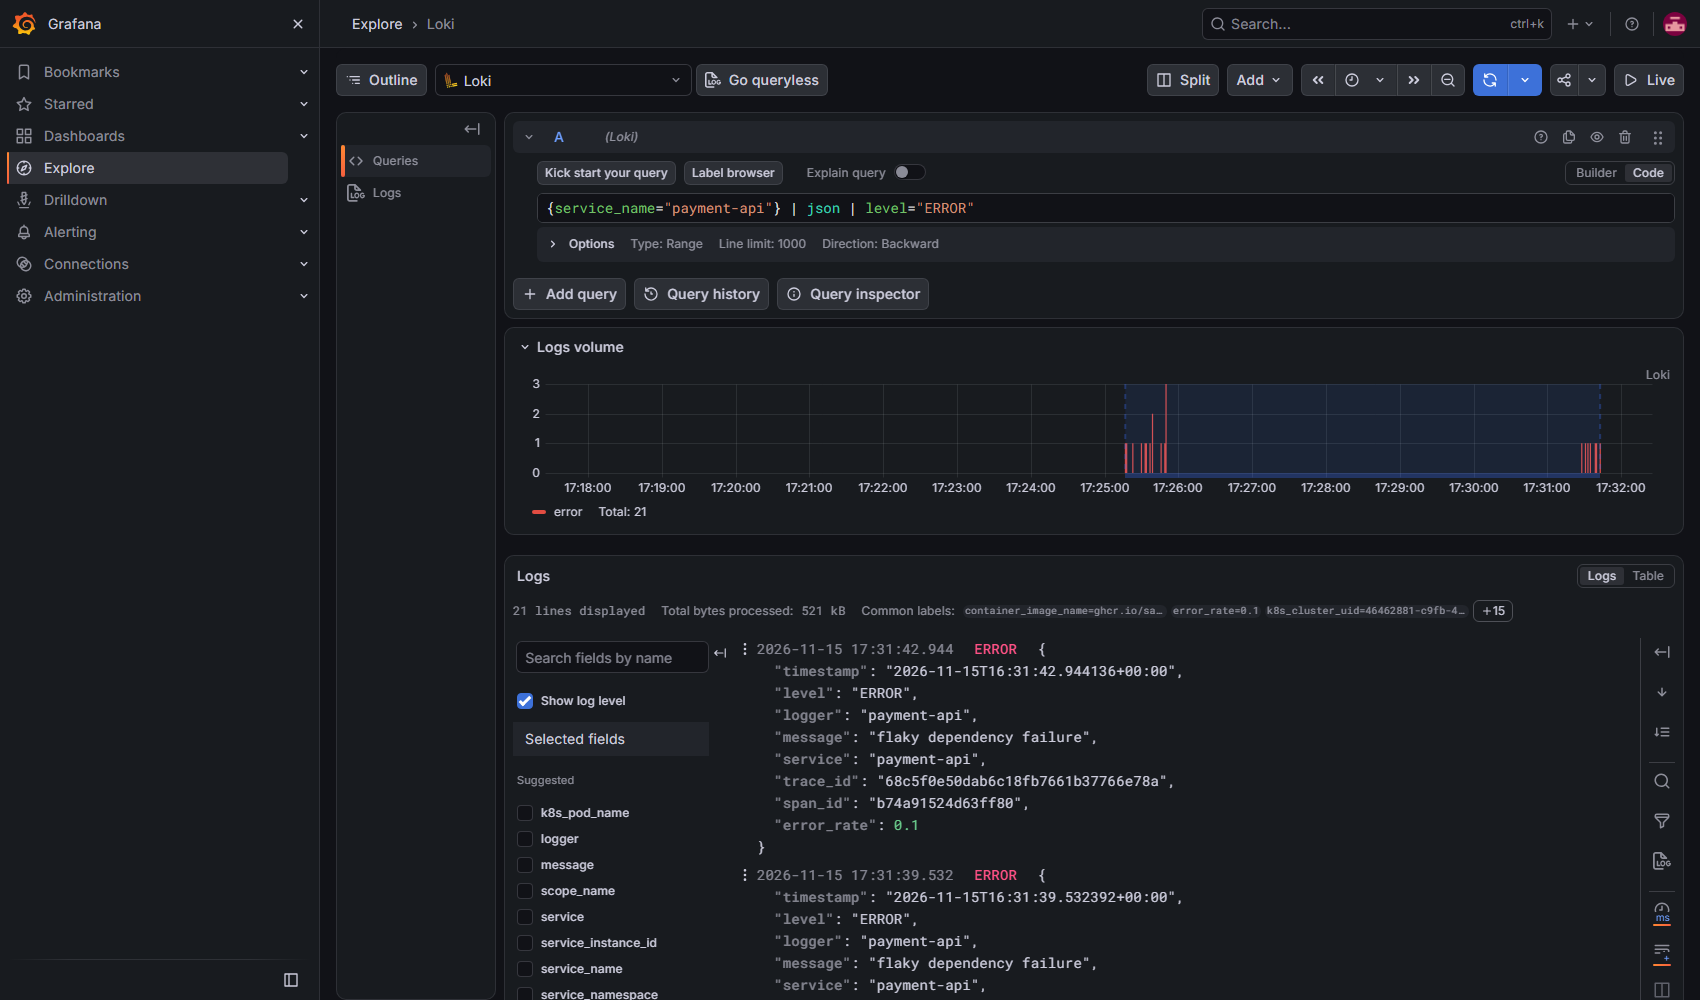 Grafana
Explore › Loki
Search... ctrl+k
Bookmarks
Starred
Dashboards
Explore
Drilldown
Alerting
Connections
Administration
Outline
Loki
Go queryless
Split
Add
Live
Queries
Logs
A (Loki)
Kick start your query
Label browser
Explain query
Builder
Code
{service_name="payment-api"} | json | level="ERROR"
Options Type: Range Line limit: 1000 Direction: Backward
Add query
Query history
Query inspector
Logs volume
Loki
3
2
1
0
17:18:00 17:19:00 17:20:00 17:21:00 17:22:00 17:23:00 17:24:00 17:25:00 17:26:00 17:27:00 17:28:00 17:29:00 17:30:00 17:31:00 17:32:00
error Total: 21
Logs
Logs Table
21 lines displayed Total bytes processed: 521 kB Common labels: container_image_name=ghcr.io/sa… error_rate=0.1 k8s_cluster_uid=46462881-c9fb-4… +15
Search fields by name
Show log level
Selected fields
Suggested
k8s_pod_name
logger
message
scope_name
service
service_instance_id
service_name
service_namespace
2026-11-15 17:31:42.944 ERROR {
"timestamp": "2026-11-15T16:31:42.944136+00:00",
"level": "ERROR",
"logger": "payment-api",
"message": "flaky dependency failure",
"service": "payment-api",
"trace_id": "68c5f0e50dab6c18fb7661b37766e78a",
"span_id": "b74a91524d63ff80",
"error_rate": 0.1
}
2026-11-15 17:31:39.532 ERROR {
"timestamp": "2026-11-15T16:31:39.532392+00:00",
"level": "ERROR",
"logger": "payment-api",
"message": "flaky dependency failure",
"service": "payment-api",
LOG
ms